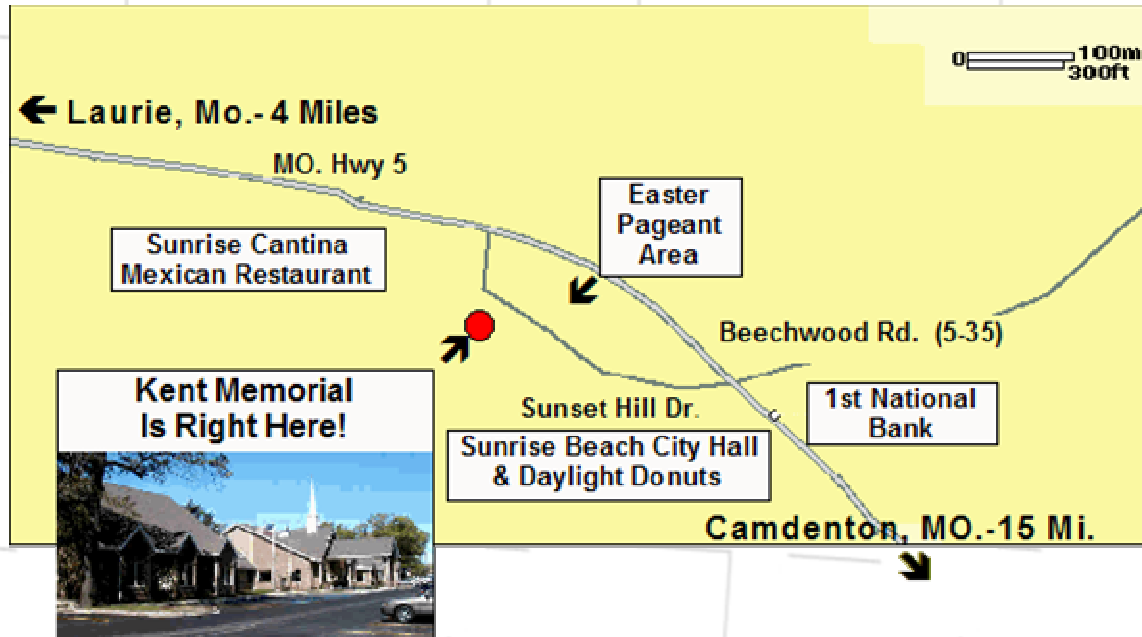 0 100m
300ft
Laurie, Mo.- 4 Miles
MO. Hwy 5
Easter
Pageant
Area
Sunrise Cantina
Mexican Restaurant
Beechwood Rd. (5-35)
Kent Memorial
Is Right Here!
Sunset Hill Dr.
1st National
Bank
Sunrise Beach City Hall
& Daylight Donuts
Camdenton, MO.-15 Mi.